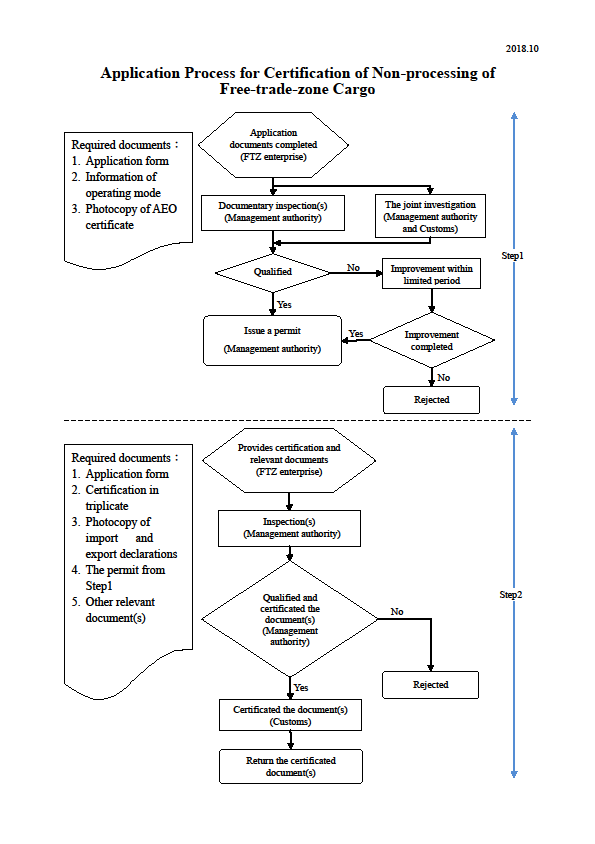 2018.10
Application Process for Certification of Non-processing of
Free-trade-zone Cargo
Required documents：
1. Application form
2. Information of
operating mode
3. Photocopy of AEO
certificate
Application
documents completed
(FTZ enterprise)
Documentary inspection(s)
(Management authority)
The joint investigation
(Management authority
and Customs)
Qualified
No
Improvement within
limited period
Yes
Issue a permit
(Management authority)
Yes
Improvement
completed
No
Rejected
Step1
Required documents：
1. Application form
2. Certification in
triplicate
3. Photocopy of
import and
export declarations
4. The permit from
Step1
5. Other relevant
document(s)
Provides certification and
relevant documents
(FTZ enterprise)
Inspection(s)
(Management authority)
Qualified and
certificated the
document(s)
(Management
authority)
No
Rejected
Yes
Certificated the document(s)
(Customs)
Return the certificated
document(s)
Step2